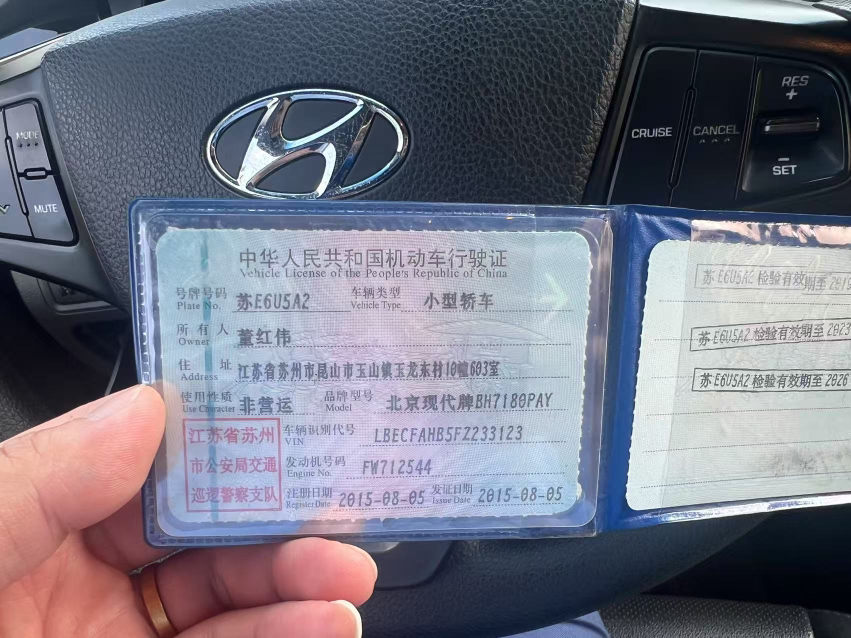 MODE
MUTE
RES
+
CRUISE
CANCEL
−
SET
中华人民共和国机动车行驶证
Vehicle License of the People's Republic of China
号牌号码 苏E6U5A2 车辆类型 小型轿车
Plate No. Vehicle Type
所有人 董红伟
Owner
住址 江苏省苏州市昆山市玉山镇玉龙东村10幢603室
Address
使用性质 非营运 品牌型号 北京现代牌BH7180PAY
Use Character Model
江苏省苏州
市公安局交通
巡逻警察支队
车辆识别代号 LBECFAHB5FZ233123
VIN
发动机号码 FW712544
Engine No.
注册日期 2015-08-05 发证日期 2015-08-05
Register Date Issue Date
苏E6U5A2 检验有效期至 2019
苏E6U5A2 检验有效期至 2023
苏E6U5A2 检验有效期至 2026